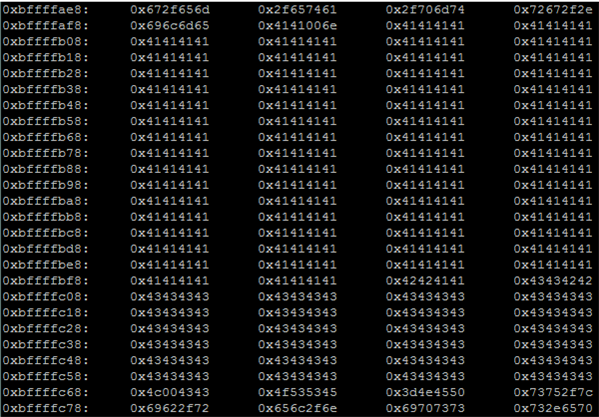 0xbffffae8: 0x672f656d 0x2f657461 0x2f706d74 0x72672f2e
0xbffffaf8: 0x696c6d65 0x4141006e 0x41414141 0x41414141
0xbffffb08: 0x41414141 0x41414141 0x41414141 0x41414141
0xbffffb18: 0x41414141 0x41414141 0x41414141 0x41414141
0xbffffb28: 0x41414141 0x41414141 0x41414141 0x41414141
0xbffffb38: 0x41414141 0x41414141 0x41414141 0x41414141
0xbffffb48: 0x41414141 0x41414141 0x41414141 0x41414141
0xbffffb58: 0x41414141 0x41414141 0x41414141 0x41414141
0xbffffb68: 0x41414141 0x41414141 0x41414141 0x41414141
0xbffffb78: 0x41414141 0x41414141 0x41414141 0x41414141
0xbffffb88: 0x41414141 0x41414141 0x41414141 0x41414141
0xbffffb98: 0x41414141 0x41414141 0x41414141 0x41414141
0xbffffba8: 0x41414141 0x41414141 0x41414141 0x41414141
0xbffffbb8: 0x41414141 0x41414141 0x41414141 0x41414141
0xbffffbc8: 0x41414141 0x41414141 0x41414141 0x41414141
0xbffffbd8: 0x41414141 0x41414141 0x41414141 0x41414141
0xbffffbe8: 0x41414141 0x41414141 0x41414141 0x41414141
0xbffffbf8: 0x41414141 0x41414141 0x42424141 0x43434242
0xbffffc08: 0x43434343 0x43434343 0x43434343 0x43434343
0xbffffc18: 0x43434343 0x43434343 0x43434343 0x43434343
0xbffffc28: 0x43434343 0x43434343 0x43434343 0x43434343
0xbffffc38: 0x43434343 0x43434343 0x43434343 0x43434343
0xbffffc48: 0x43434343 0x43434343 0x43434343 0x43434343
0xbffffc58: 0x43434343 0x43434343 0x43434343 0x43434343
0xbffffc68: 0x4c004343 0x4f535345 0x3d4e4550 0x73752f7c
0xbffffc78: 0x69622f72 0x656c2f6e 0x69707373 0x732e6570